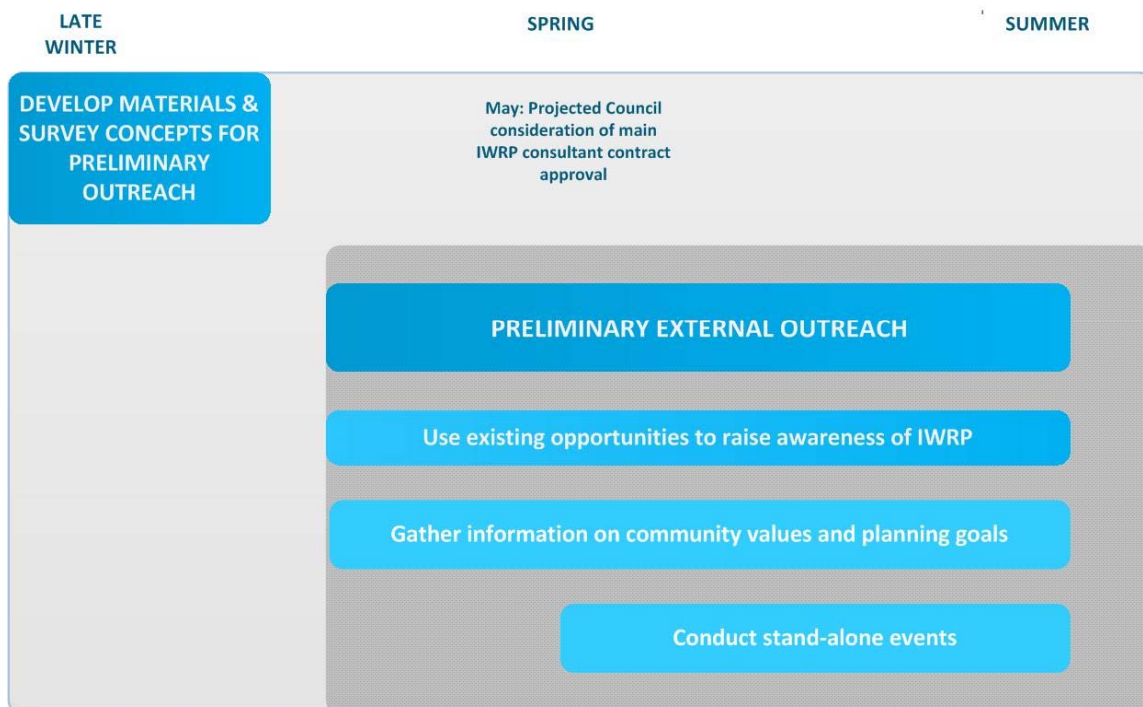 LATE
WINTER
SPRING
SUMMER
DEVELOP MATERIALS &
SURVEY CONCEPTS FOR
PRELIMINARY
OUTREACH
May: Projected Council
consideration of main
IWRP consultant contract
approval
PRELIMINARY EXTERNAL OUTREACH
Use existing opportunities to raise awareness of IWRP
Gather information on community values and planning goals
Conduct stand-alone events